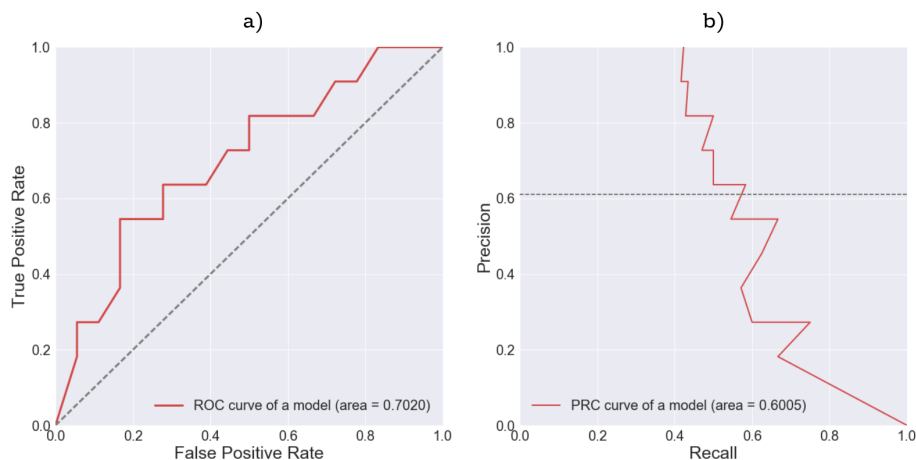 a)
1.0
0.8
0.6
0.4
0.2
0.0
True Positive Rate
0.0 0.2 0.4 0.6 0.8 1.0
False Positive Rate
ROC curve of a model (area = 0.7020)
b)
1.0
0.8
0.6
0.4
0.2
0.0
Precision
0.0 0.2 0.4 0.6 0.8 1.0
Recall
PRC curve of a model (area = 0.6005)